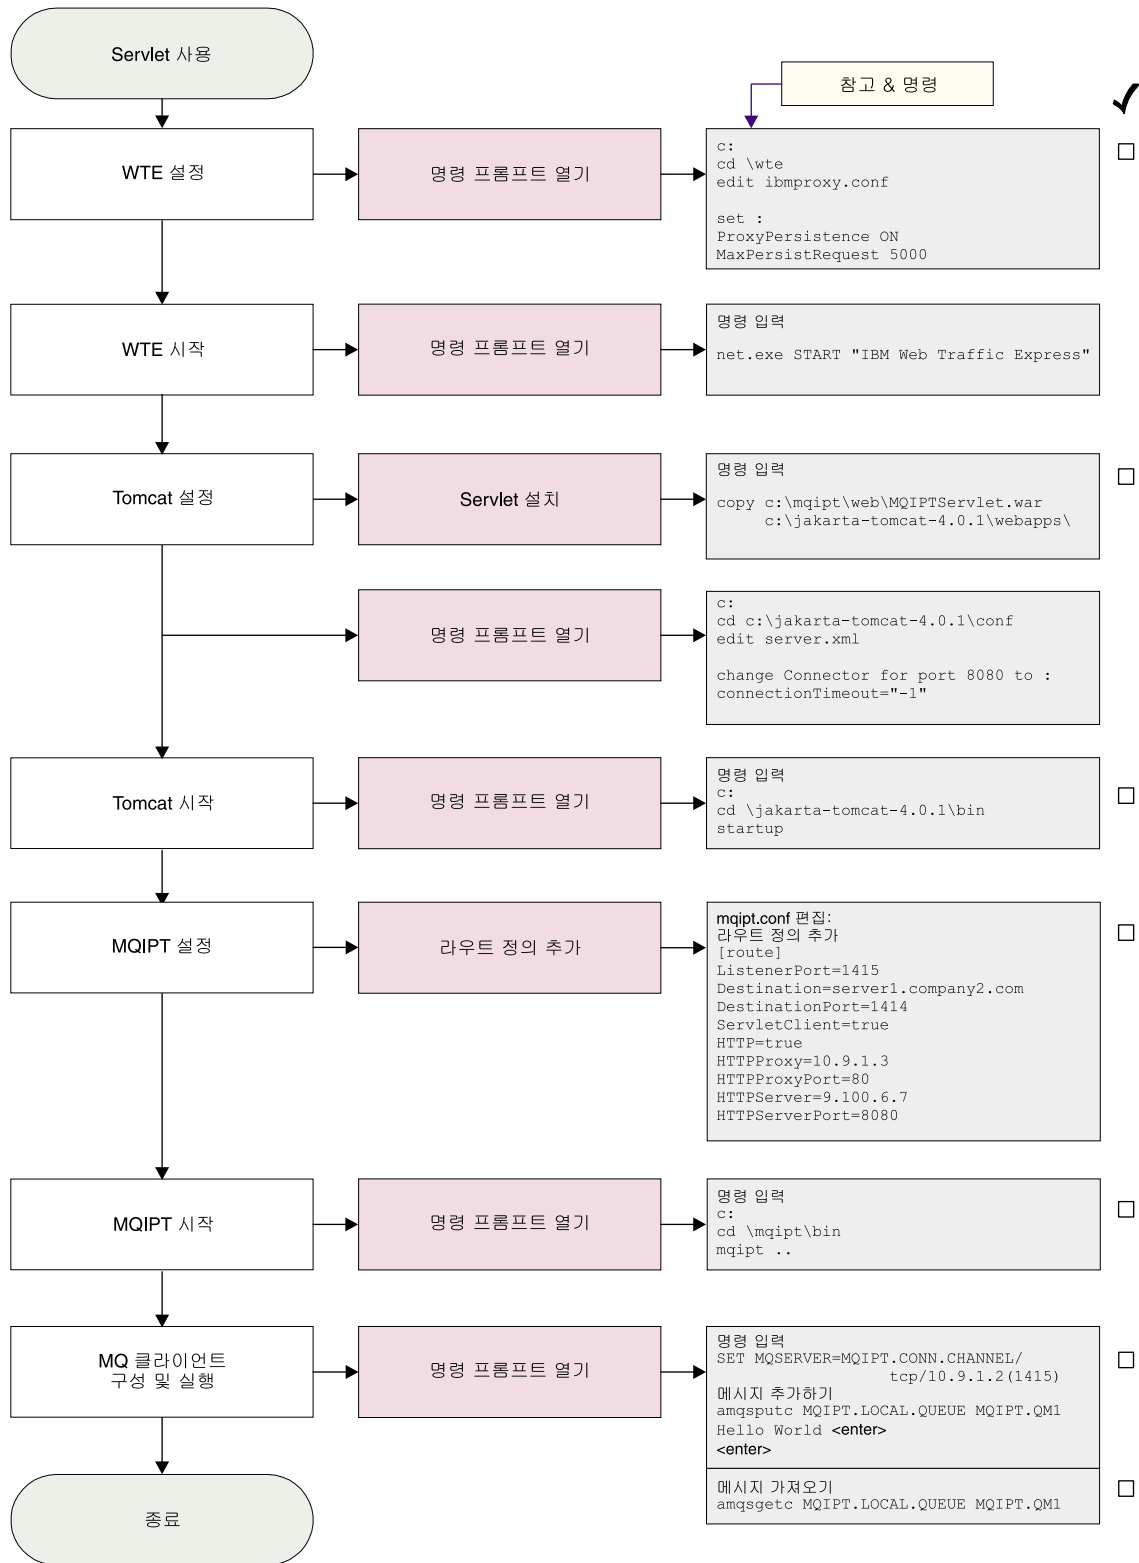 Servlet 사용
참고 & 명령
WTE 설정
명령 프롬프트 열기
c:
cd \wte
edit ibmproxy.conf
set :
ProxyPersistence ON
MaxPersistRequest 5000
WTE 시작
명령 프롬프트 열기
명령 입력
net.exe START "IBM Web Traffic Express"
Tomcat 설정
Servlet 설치
명령 입력
copy c:\mqipt\web\MQIPTServlet.war
c:\jakarta-tomcat-4.0.1\webapps\
명령 프롬프트 열기
c:
cd c:\jakarta-tomcat-4.0.1\conf
edit server.xml
change Connector for port 8080 to :
connectionTimeout="-1"
Tomcat 시작
명령 프롬프트 열기
명령 입력
c:
cd \jakarta-tomcat-4.0.1\bin
startup
MQIPT 설정
라우트 정의 추가
mqipt.conf 편집:
라우트 정의 추가
[route]
ListenerPort=1415
Destination=server1.company2.com
DestinationPort=1414
ServletClient=true
HTTP=true
HTTPProxy=10.9.1.3
HTTPProxyPort=80
HTTPServer=9.100.6.7
HTTPServerPort=8080
MQIPT 시작
명령 프롬프트 열기
명령 입력
c:
cd \mqipt\bin
mqipt ..
MQ 클라이언트
구성 및 실행
명령 프롬프트 열기
명령 입력
SET MQSERVER=MQIPT.CONN.CHANNEL/
tcp/10.9.1.2(1415)
메시지 추가하기
amqsputc MQIPT.LOCAL.QUEUE MQIPT.QM1
Hello World <enter>
<enter>
메시지 가져오기
amqsgetc MQIPT.LOCAL.QUEUE MQIPT.QM1
종료